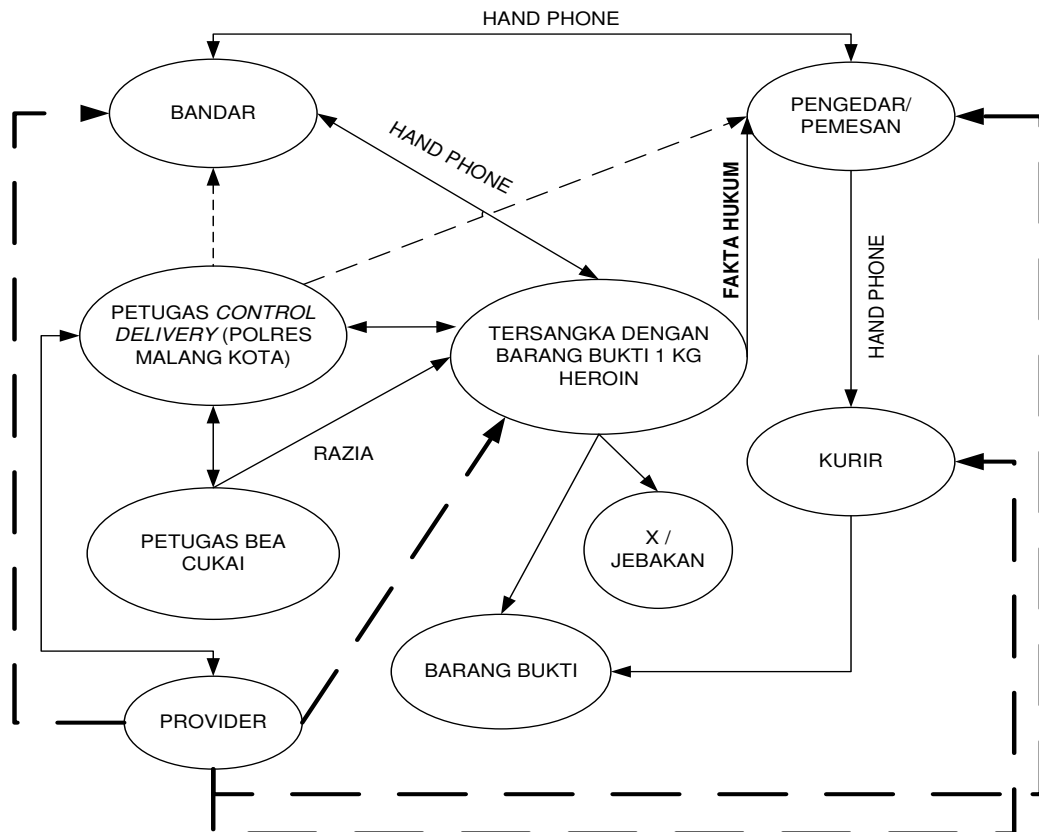 HAND PHONE
BANDAR
PENGEDAR/
PEMESAN
HAND PHONE
FAKTA HUKUM
HAND PHONE
PETUGAS CONTROL
DELIVERY (POLRES
MALANG KOTA)
TERSANGKA DENGAN
BARANG BUKTI 1 KG
HEROIN
RAZIA
KURIR
PETUGAS BEA
CUKAI
X /
JEBAKAN
BARANG BUKTI
PROVIDER